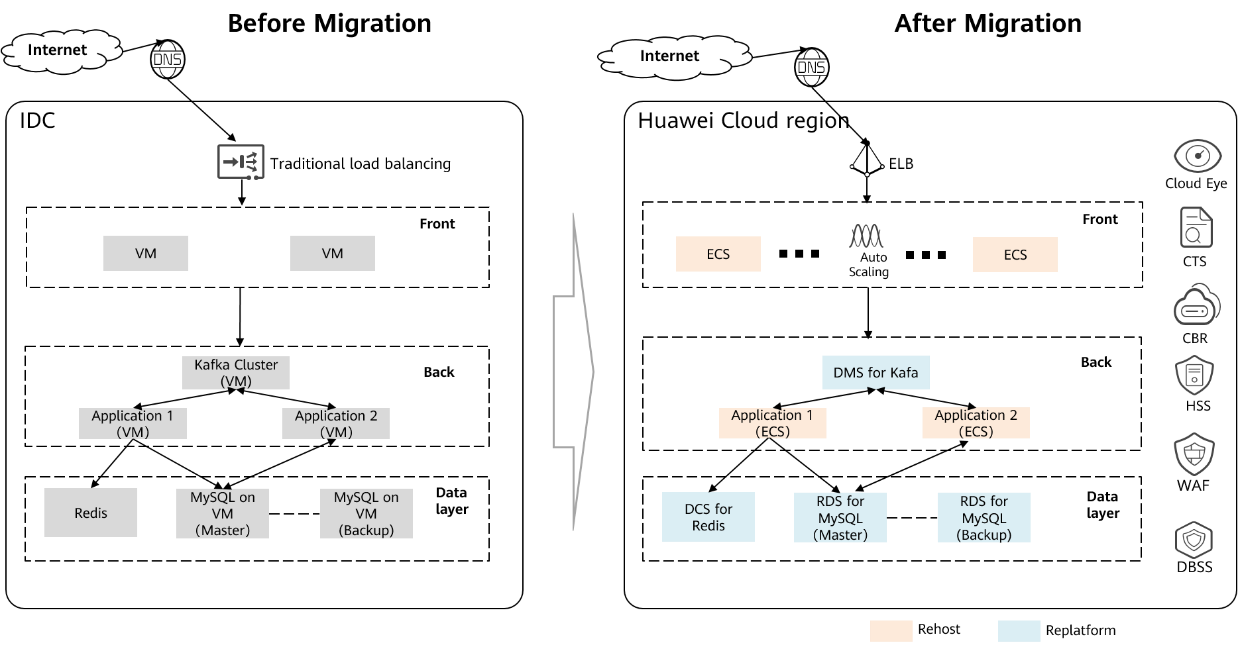 Before Migration
Internet
DNS
IDC
Traditional load balancing
Front
VM
VM
Kafka Cluster
(VM)
Back
Application 1
(VM)
Application 2
(VM)
Redis
MySQL on
VM
(Master)
MySQL on
VM
(Backup)
Data
layer
After Migration
Internet
DNS
Huawei Cloud region
ELB
Front
ECS
Auto
Scaling
ECS
DMS for Kafa
Back
Application 1
(ECS)
Application 2
(ECS)
DCS for
Redis
RDS for
MySQL
(Master)
RDS for
MySQL
(Backup)
Data
layer
Cloud Eye
CTS
CBR
HSS
WAF
DBSS
Rehost
Replatform